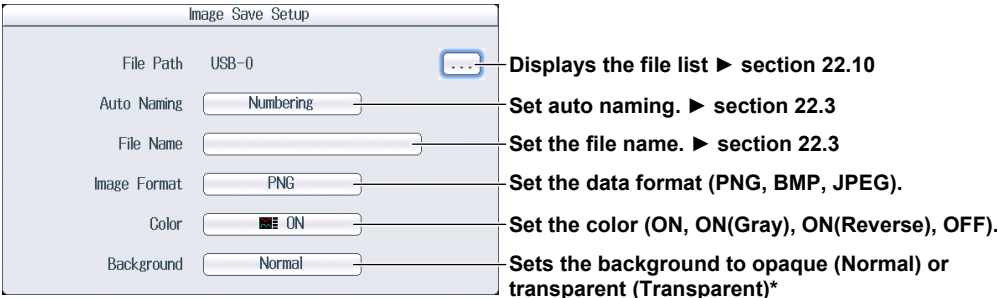 Image Save Setup
File Path USB-0 ... Displays the file list ► section 22.10
Auto Naming Numbering Set auto naming. ► section 22.3
File Name Set the file name. ► section 22.3
Image Format PNG Set the data format (PNG, BMP, JPEG).
Color ON Set the color (ON, ON(Gray), ON(Reverse), OFF).
Background Normal Sets the background to opaque (Normal) or
transparent (Transparent)*